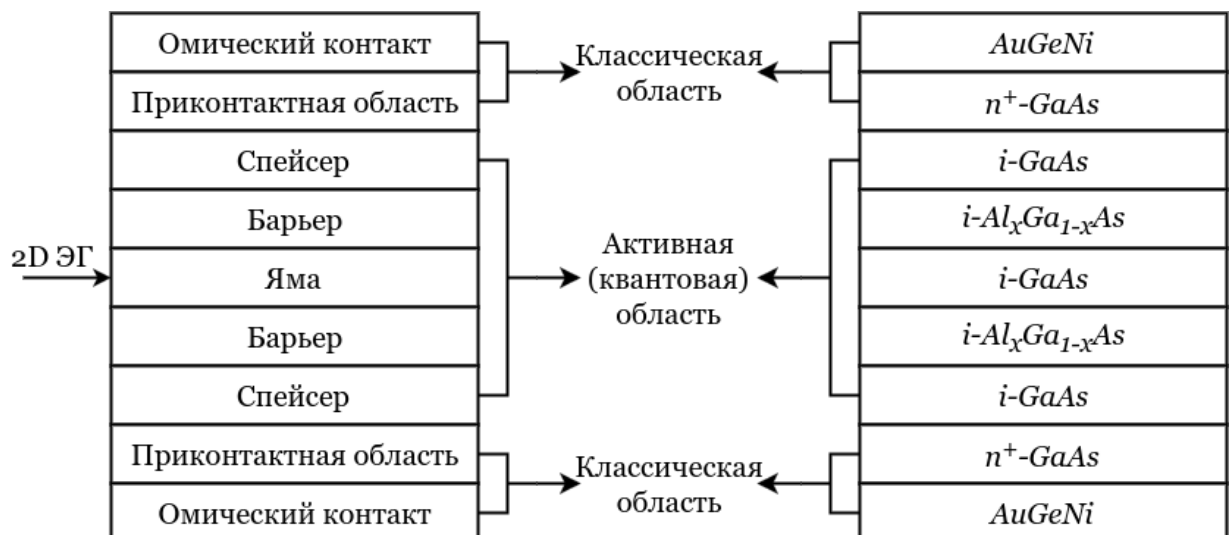 Омический контакт
Приконтактная область
Спейсер
Барьер
2D ЭГ
Яма
Барьер
Спейсер
Приконтактная область
Омический контакт
Классическая
область
Активная
(квантовая)
область
Классическая
область
AuGeNi
n⁺-GaAs
i-GaAs
i-AlₓGa₁₋ₓAs
i-GaAs
i-AlₓGa₁₋ₓAs
i-GaAs
n⁺-GaAs
AuGeNi